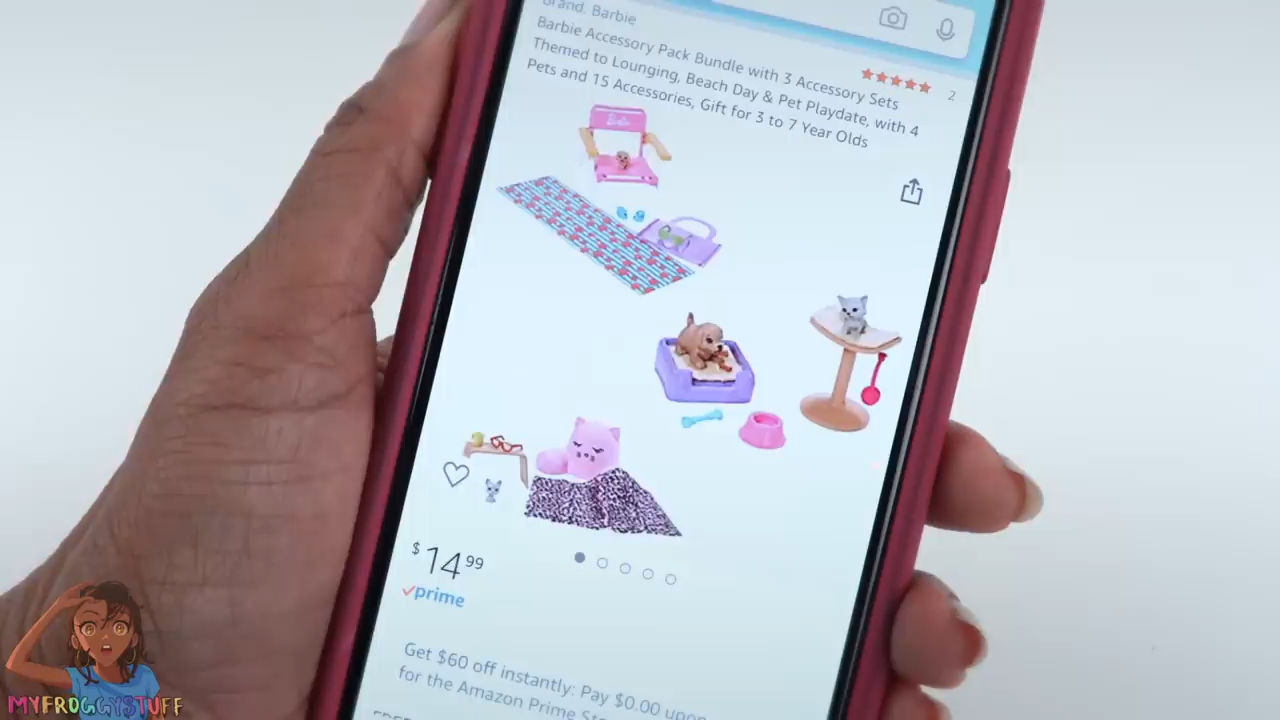 Brand: Barbie
Barbie Accessory Pack Bundle with 3 Accessory Sets
Themed to Lounging, Beach Day & Pet Playdate, with 4
Pets and 15 Accessories, Gift for 3 to 7 Year Olds
2
Barbie
$14.99
prime
Get $60 off instantly: Pay $0.00 upon
for the Amazon Prime
MYFROGGYSTUFF